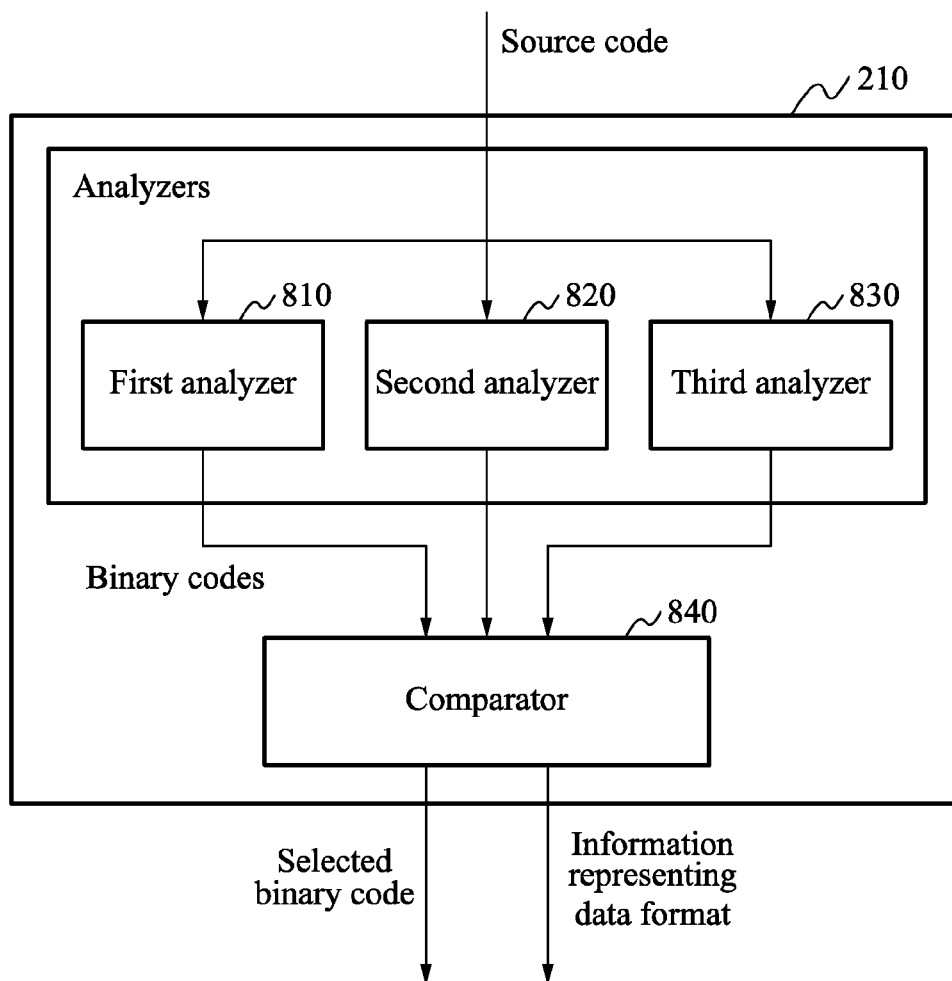 Source code
210
Analyzers
810
820
830
First analyzer
Second analyzer
Third analyzer
Binary codes
840
Comparator
Selected
binary code
Information
representing
data format